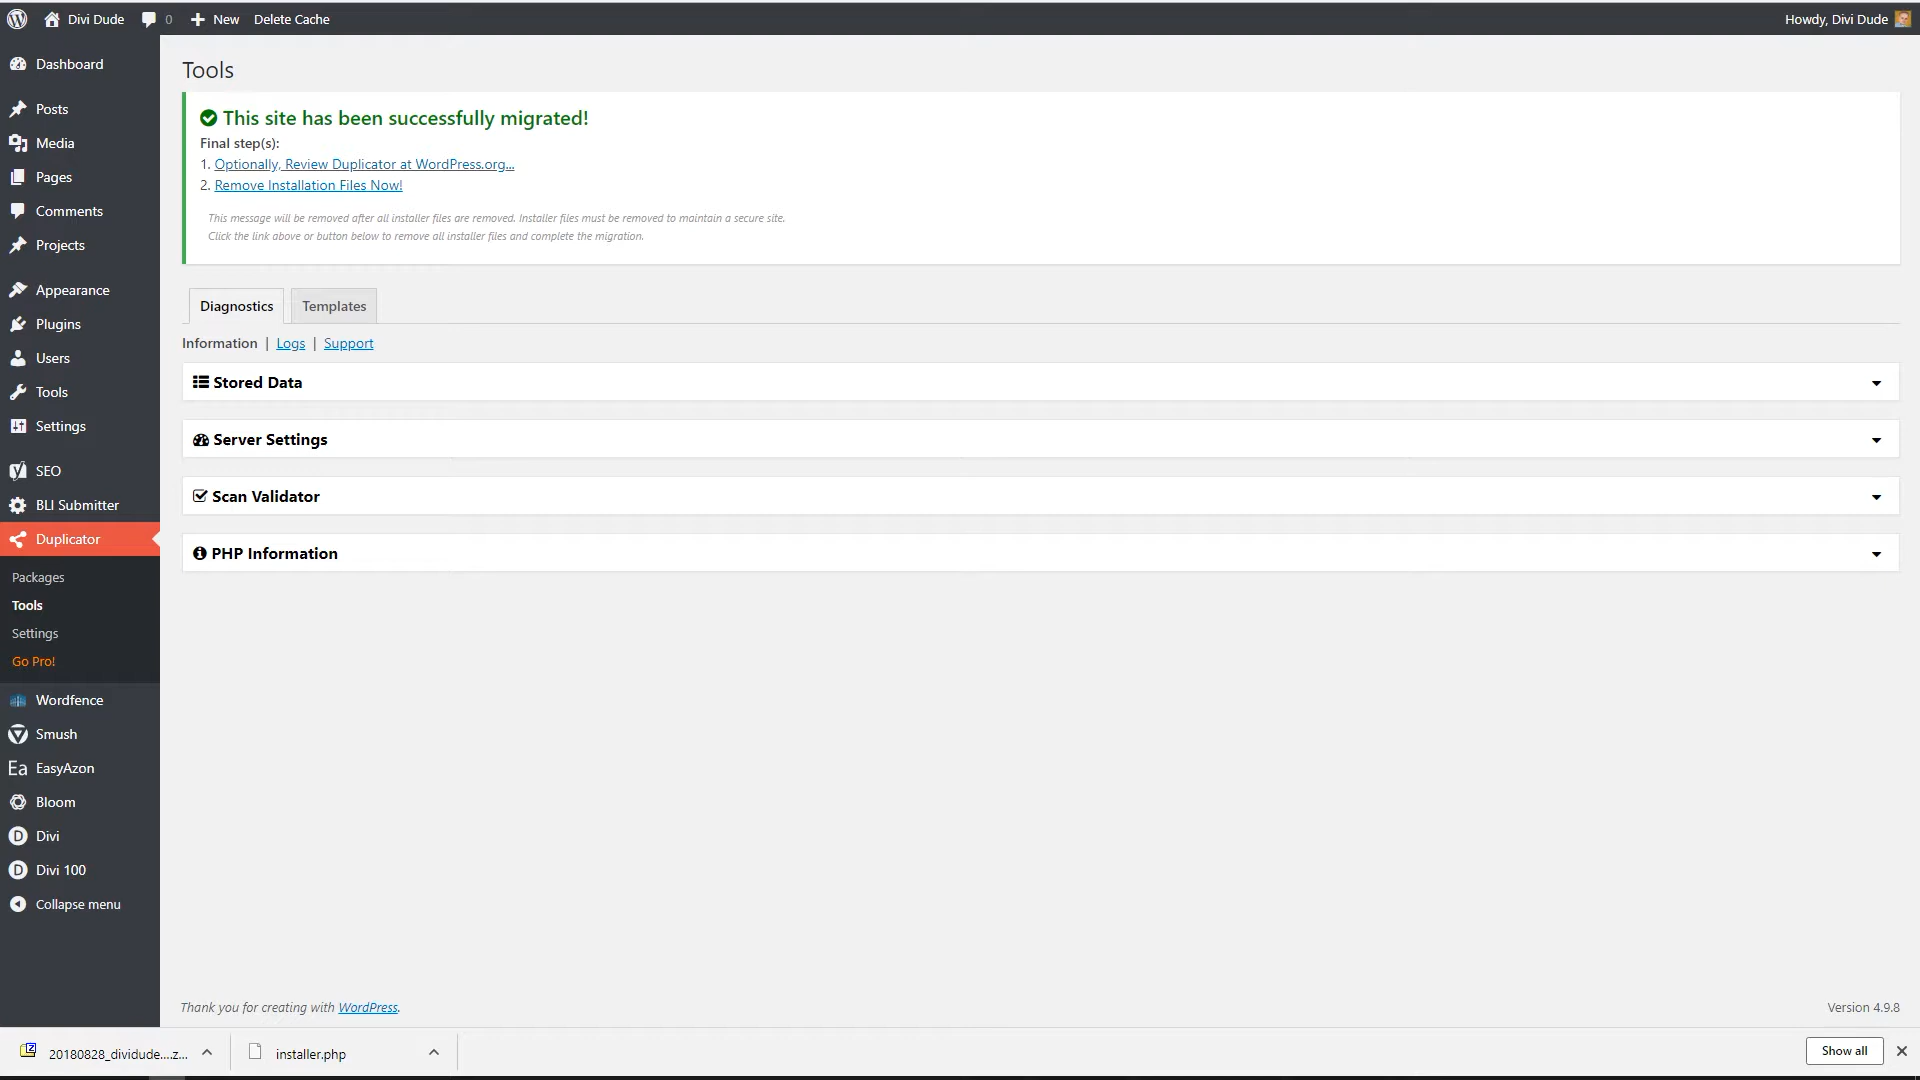 Divi Dude 0 New Delete Cache Howdy, Divi Dude
Dashboard
Posts
Media
Pages
Comments
Projects
Appearance
Plugins
Users
Tools
Settings
SEO
BLI Submitter
Duplicator
Packages
Tools
Settings
Go Pro!
Wordfence
Smush
Ea EasyAzon
Bloom
D Divi
D Divi 100
Collapse menu
Tools
This site has been successfully migrated!
Final step(s):
1. Optionally, Review Duplicator at WordPress.org...
2. Remove Installation Files Now!
This message will be removed after all installer files are removed. Installer files must be removed to maintain a secure site.
Click the link above or button below to remove all installer files and complete the migration.
Diagnostics Templates
Information | Logs | Support
Stored Data
Server Settings
Scan Validator
PHP Information
Thank you for creating with WordPress. Version 4.9.8
20180828_dividude....z... installer.php Show all